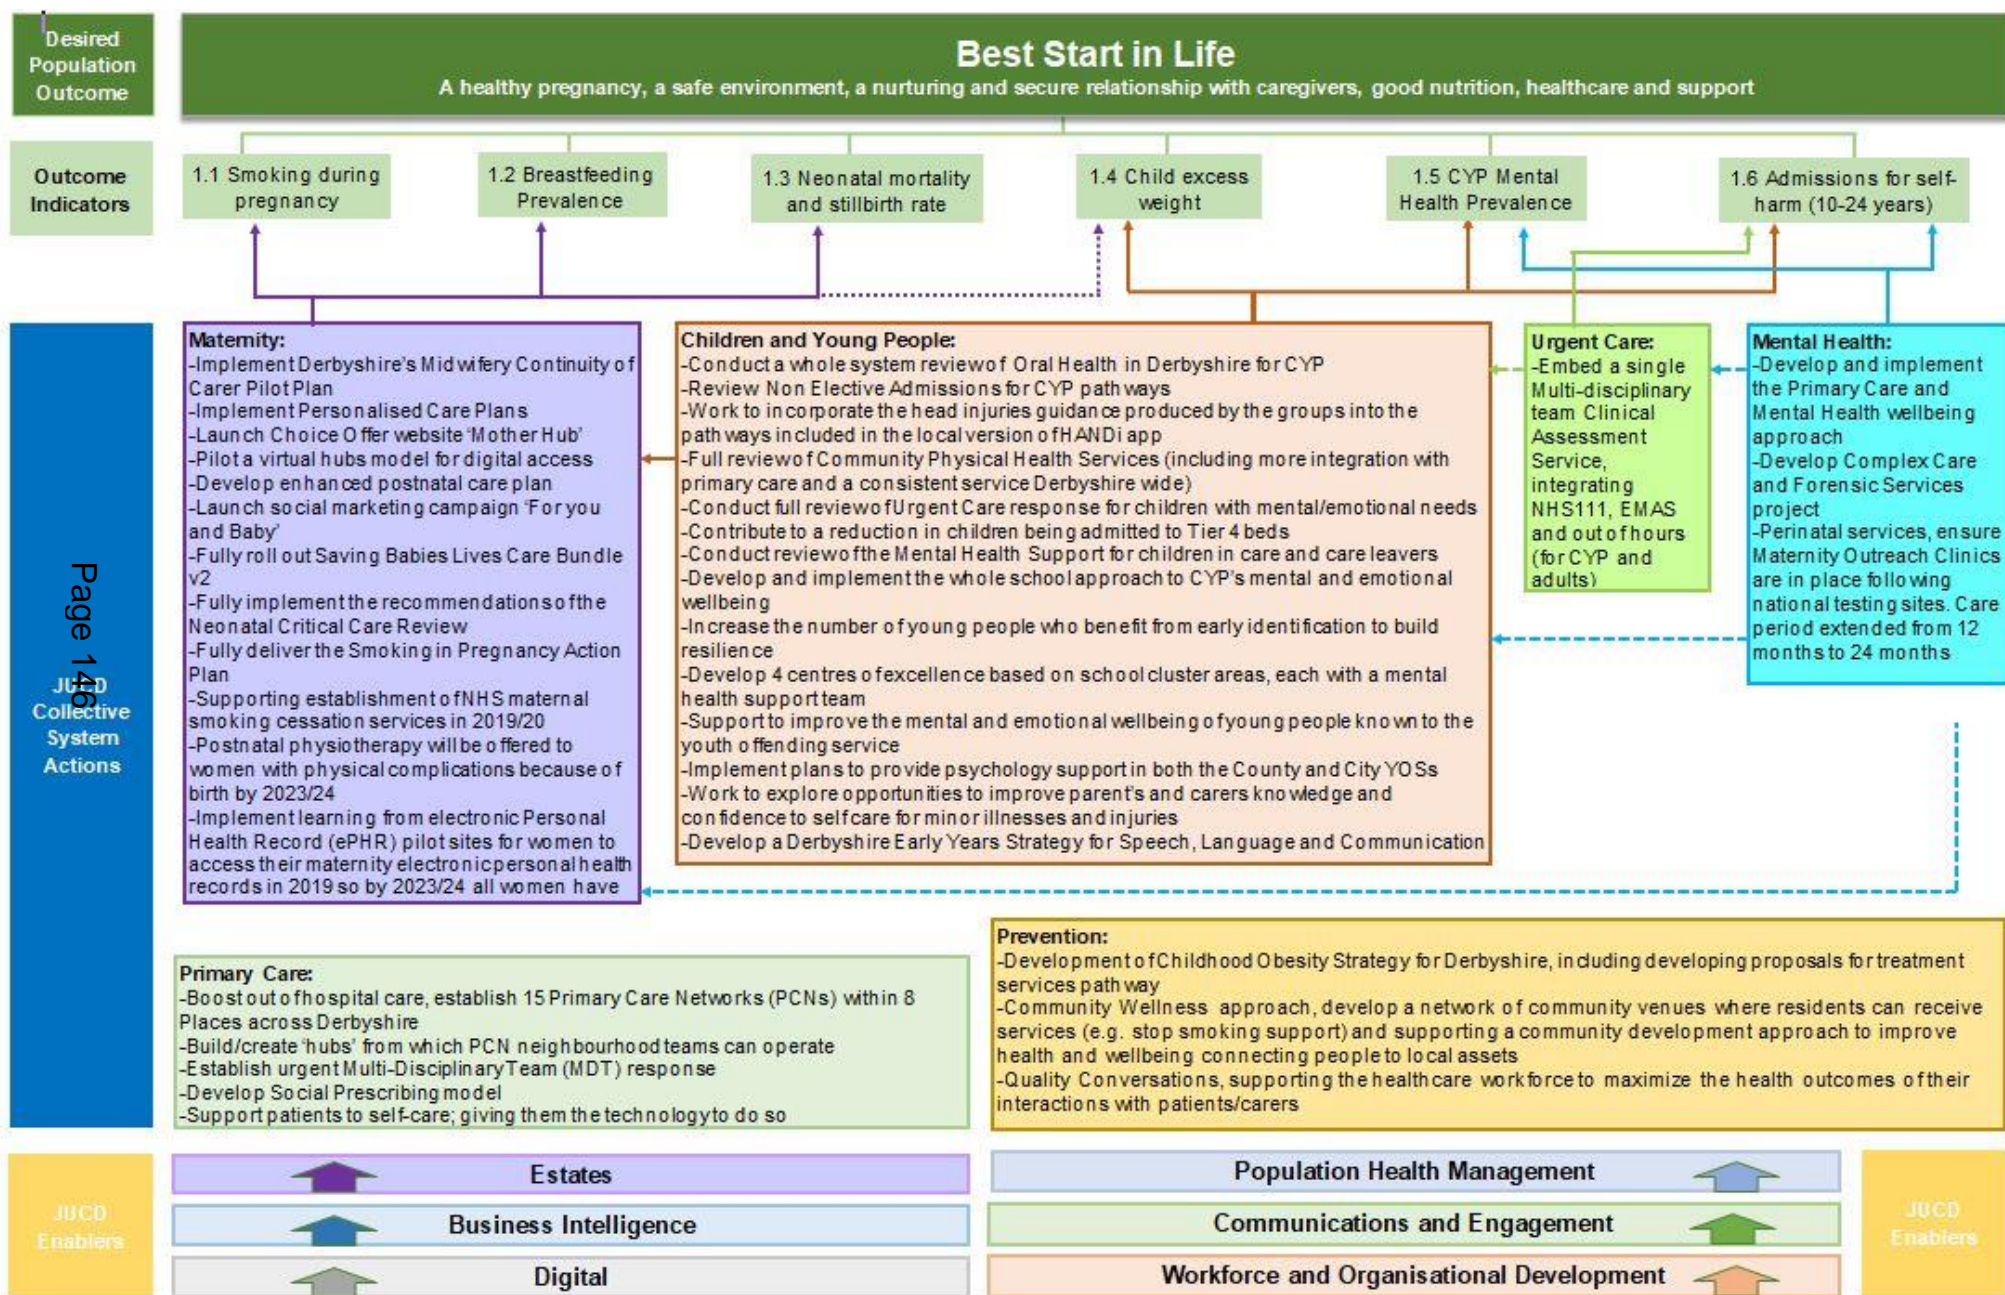 Desired
Population
Outcome
Best Start in Life
A healthy pregnancy, a safe environment, a nurturing and secure relationship with caregivers, good nutrition, healthcare and support
Outcome
Indicators
1.1 Smoking during
pregnancy
1.2 Breastfeeding
Prevalence
1.3 Neonatal mortality
and stillbirth rate
1.4 Child excess
weight
1.5 CYP Mental
Health Prevalence
1.6 Admissions for self-
harm (10-24 years)
Page 146
JUCD
Collective
System
Actions
Maternity:
-Implement Derbyshire's Midwifery Continuity of
Carer Pilot Plan
-Implement Personalised Care Plans
-Launch Choice Offer website 'Mother Hub'
-Pilot a virtual hubs model for digital access
-Develop enhanced postnatal care plan
-Launch social marketing campaign 'For you
and Baby'
-Fully roll out Saving Babies Lives Care Bundle
v2
-Fully implement the recommendations of the
Neonatal Critical Care Review
-Fully deliver the Smoking in Pregnancy Action
Plan
-Supporting establishment of NHS maternal
smoking cessation services in 2019/20
-Postnatal physiotherapy will be offered to
women with physical complications because of
birth by 2023/24
-Implement learning from electronic Personal
Health Record (ePHR) pilot sites for women to
access their maternity electronic personal health
records in 2019 so by 2023/24 all women have
Children and Young People:
-Conduct a whole system review of Oral Health in Derbyshire for CYP
-Review Non Elective Admissions for CYP pathways
-Work to incorporate the head injuries guidance produced by the groups into the
pathways included in the local version of HANDi app
-Full review of Community Physical Health Services (including more integration with
primary care and a consistent service Derbyshire wide)
-Conduct full review of Urgent Care response for children with mental/emotional needs
-Contribute to a reduction in children being admitted to Tier 4 beds
-Conduct review of the Mental Health Support for children in care and care leavers
-Develop and implement the whole school approach to CYP's mental and emotional
wellbeing
-Increase the number of young people who benefit from early identification to build
resilience
-Develop 4 centres of excellence based on school cluster areas, each with a mental
health support team
-Support to improve the mental and emotional wellbeing of young people known to the
youth offending service
-Implement plans to provide psychology support in both the County and City YOSs
-Work to explore opportunities to improve parent's and carers knowledge and
confidence to self care for minor illnesses and injuries
-Develop a Derbyshire Early Years Strategy for Speech, Language and Communication
Urgent Care:
-Embed a single
Multi-disciplinary
team Clinical
Assessment
Service,
integrating
NHS111, EMAS
and out of hours
(for CYP and
adults)
Mental Health:
-Develop and implement
the Primary Care and
Mental Health wellbeing
approach
-Develop Complex Care
and Forensic Services
project
-Perinatal services, ensure
Maternity Outreach Clinics
are in place following
national testing sites. Care
period extended from 12
months to 24 months
Primary Care:
-Boost out of hospital care, establish 15 Primary Care Networks (PCNs) within 8
Places across Derbyshire
-Build/create 'hubs' from which PCN neighbourhood teams can operate
-Establish urgent Multi-Disciplinary Team (MDT) response
-Develop Social Prescribing model
-Support patients to self-care; giving them the technology to do so
Prevention:
-Development of Childhood Obesity Strategy for Derbyshire, including developing proposals for treatment
services pathway
-Community Wellness approach, develop a network of community venues where residents can receive
services (e.g. stop smoking support) and supporting a community development approach to improve
health and wellbeing connecting people to local assets
-Quality Conversations, supporting the healthcare workforce to maximize the health outcomes of their
interactions with patients/carers
JUCD
Enablers
Estates
Business Intelligence
Digital
Population Health Management
Communications and Engagement
Workforce and Organisational Development
JUCD
Enablers